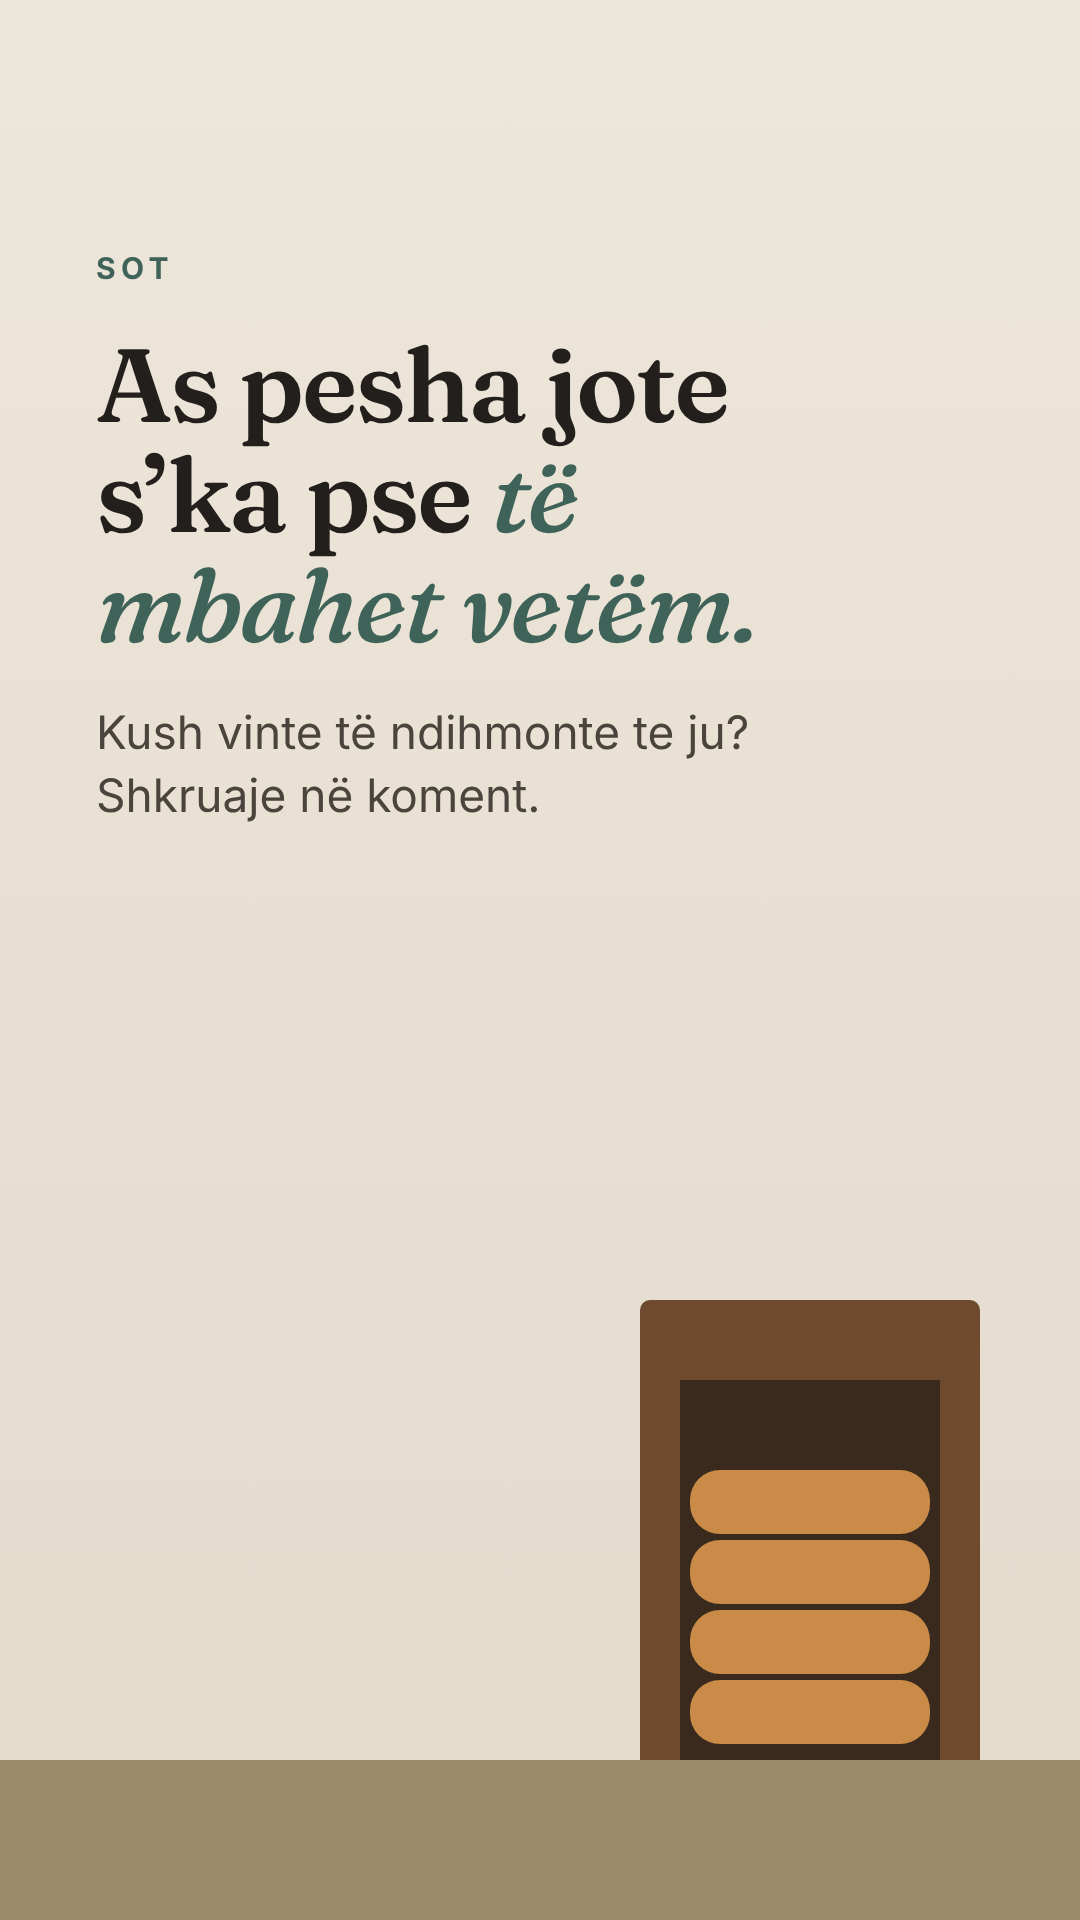 SOT
As pesha jote
s’ka pse të
mbahet vetëm.
Kush vinte të ndihmonte te ju?
Shkruaje në koment.